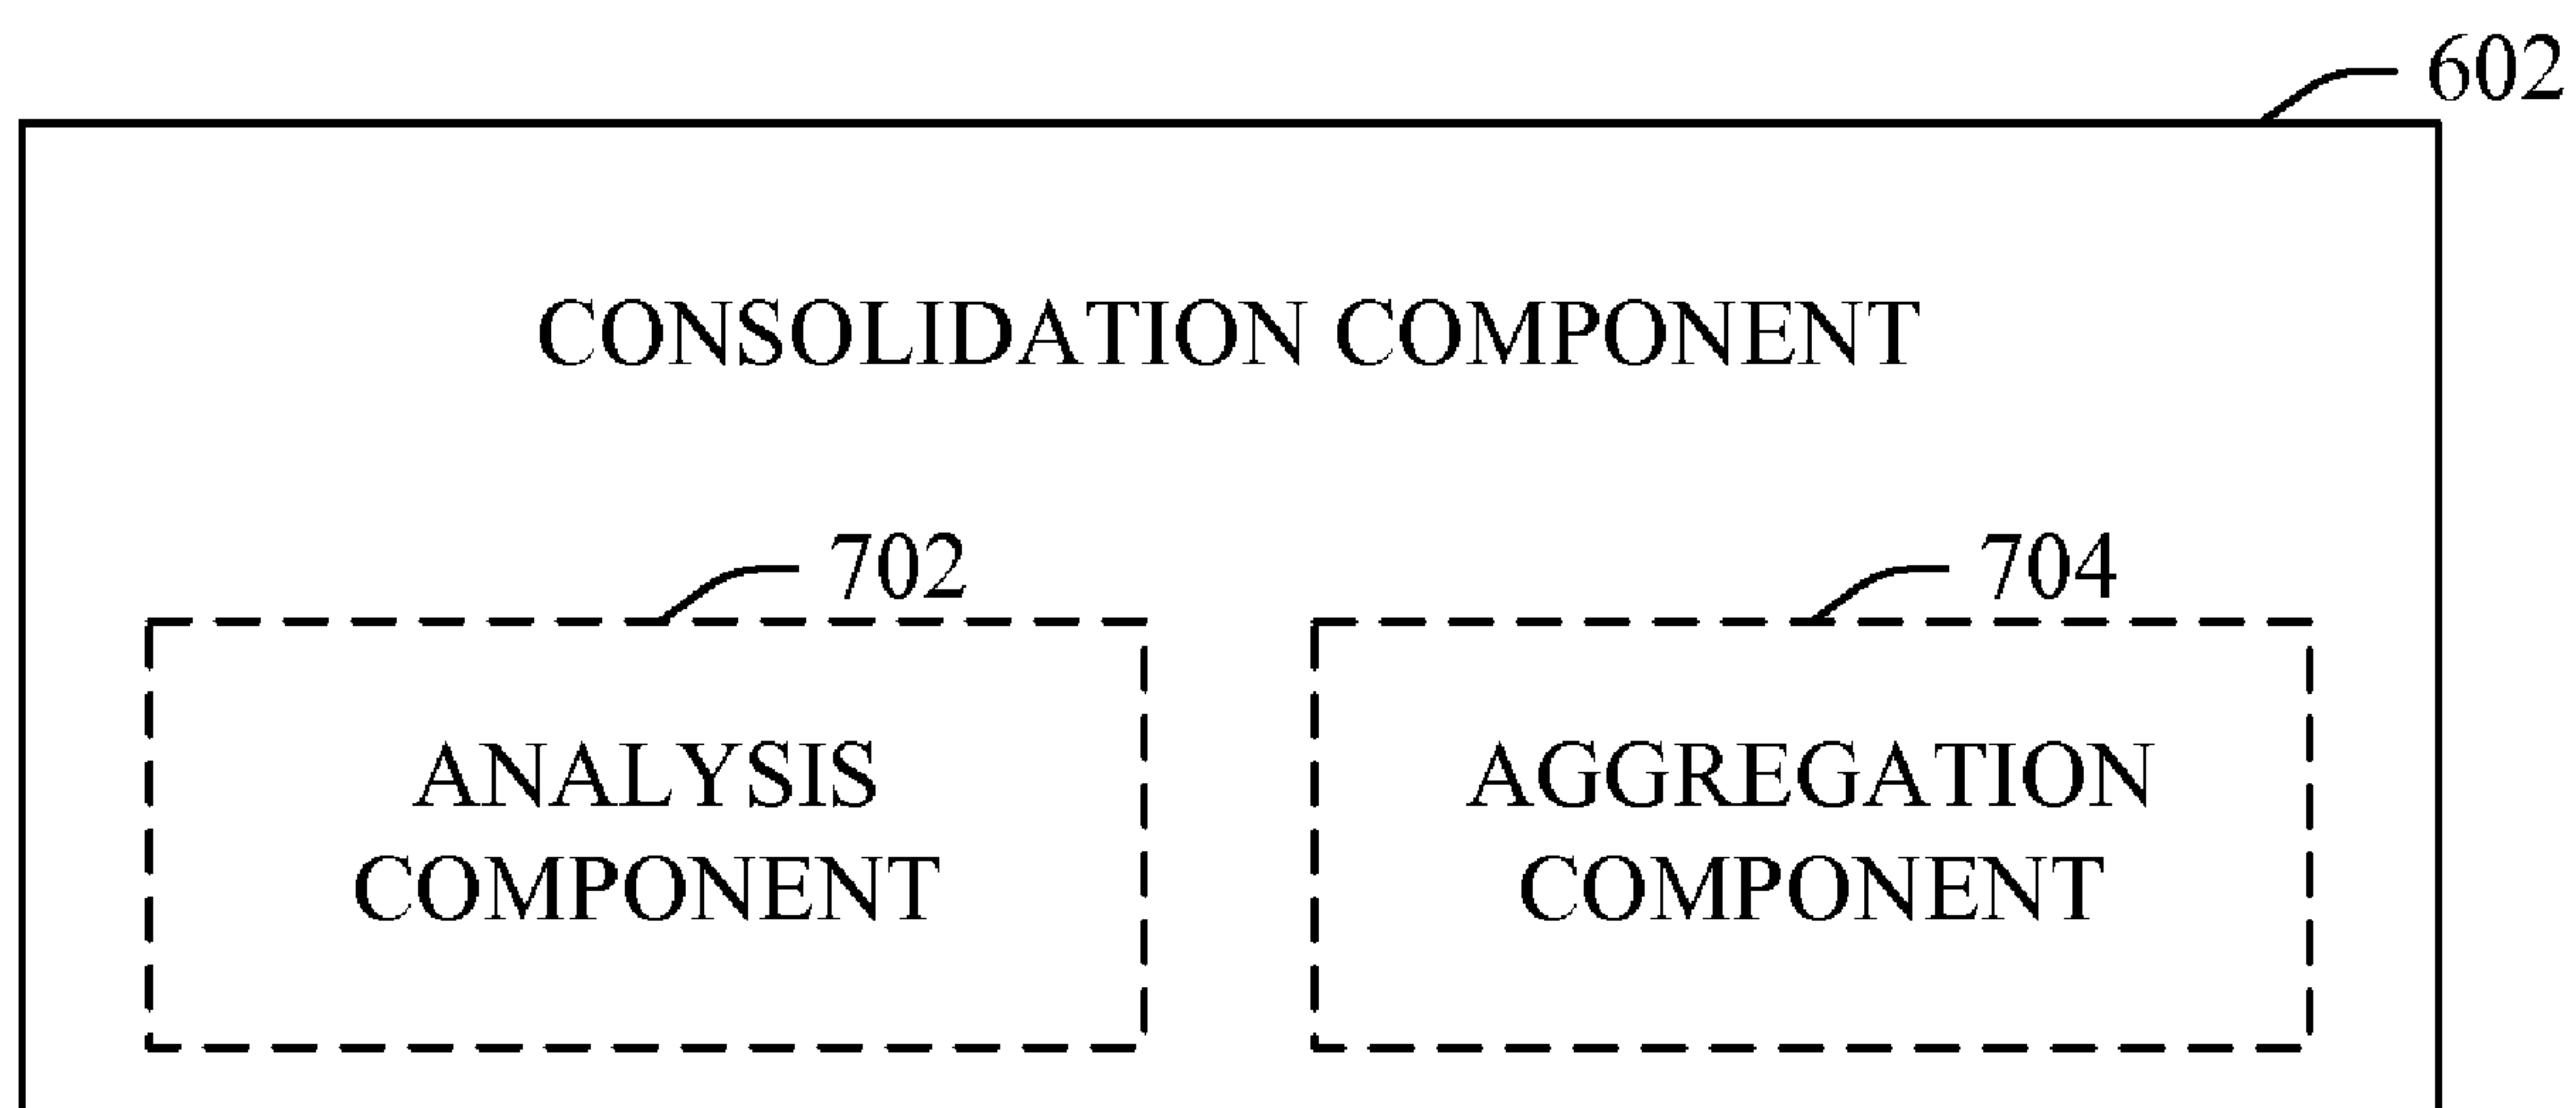 602
CONSOLIDATION COMPONENT
702
704
ANALYSIS
COMPONENT
AGGREGATION
COMPONENT